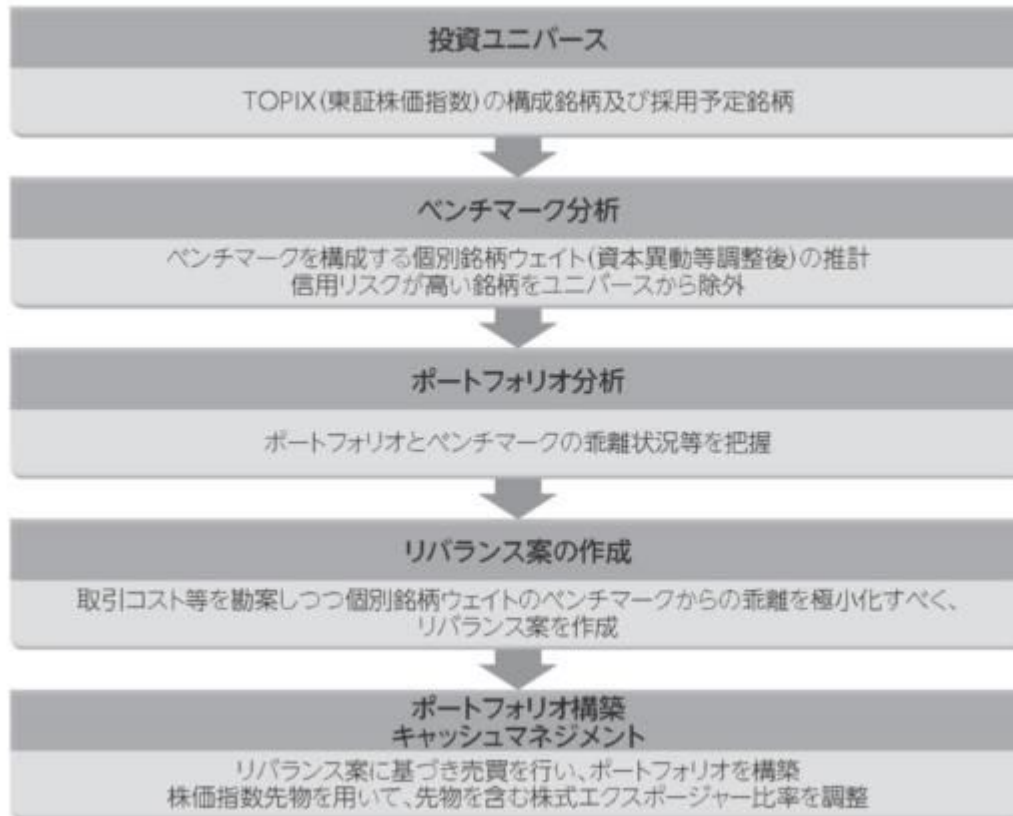 投資ユニバース
TOPIX(東証株価指数)の構成銘柄及び採用予定銘柄
ベンチマーク分析
ベンチマークを構成する個別銘柄ウェイト(資本異動等調整後)の推計
信用リスクが高い銘柄をユニバースから除外
ポートフォリオ分析
ポートフォリオとベンチマークの乖離状況等を把握
リバランス案の作成
取引コスト等を勘案しつつ個別銘柄ウェイトのベンチマークからの乖離を極小化すべく、
リバランス案を作成
ポートフォリオ構築
キャッシュマネジメント
リバランス案に基づき売買を行い、ポートフォリオを構築
株価指数先物を用いて、先物を含む株式エクスポージャー比率を調整